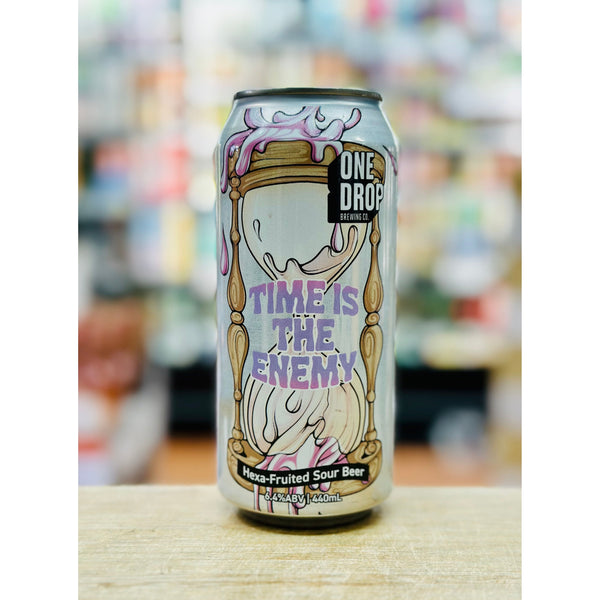 ONE
DROP
BREWING CO.
TIME IS
THE
ENEMY
Hexa-Fruited Sour Beer
6.4%ABV | 440mL